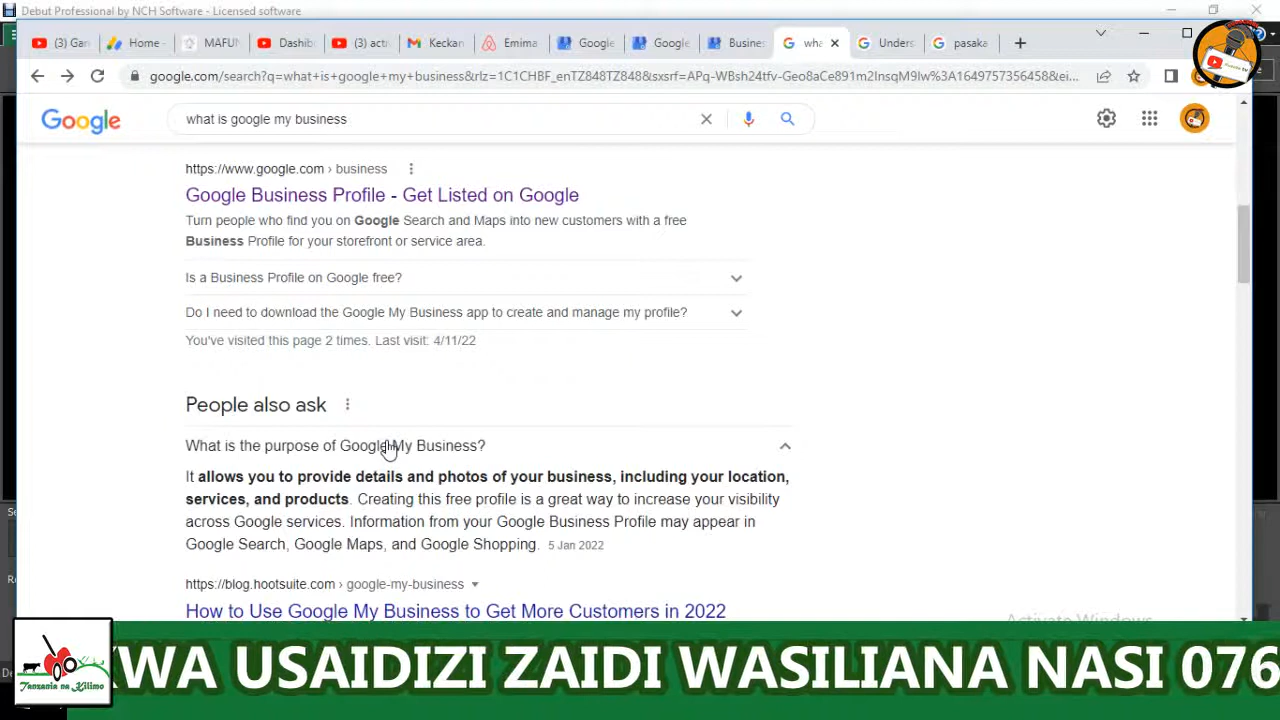 Debut Professional by NCH Software - Licensed software
(3) Gar
Home -
MAFUN
Dashbo
(3) acti
Keckan
Emima
Google
Google
Busine
wha
Unders
pasaka
google.com/search?q=what+is+google+my+business&rlz=1C1CHBF_enTZ848TZ848&sxsrf=APq-WBsh24tfv-Geo8aCe891m2InsqM9lw%3A1649757356458&ei...
Google
what is google my business
https://www.google.com › business
Google Business Profile - Get Listed on Google
Turn people who find you on Google Search and Maps into new customers with a free
Business Profile for your storefront or service area.
Is a Business Profile on Google free?
Do I need to download the Google My Business app to create and manage my profile?
You've visited this page 2 times. Last visit: 4/11/22
People also ask
What is the purpose of Google My Business?
It allows you to provide details and photos of your business, including your location,
services, and products. Creating this free profile is a great way to increase your visibility
across Google services. Information from your Google Business Profile may appear in
Google Search, Google Maps, and Google Shopping. 5 Jan 2022
https://blog.hootsuite.com › google-my-business
How to Use Google My Business to Get More Customers in 2022
Activate Windows
KWA USAIDIZI ZAIDI WASILIANA NASI 076
Tanzania na Kilimo